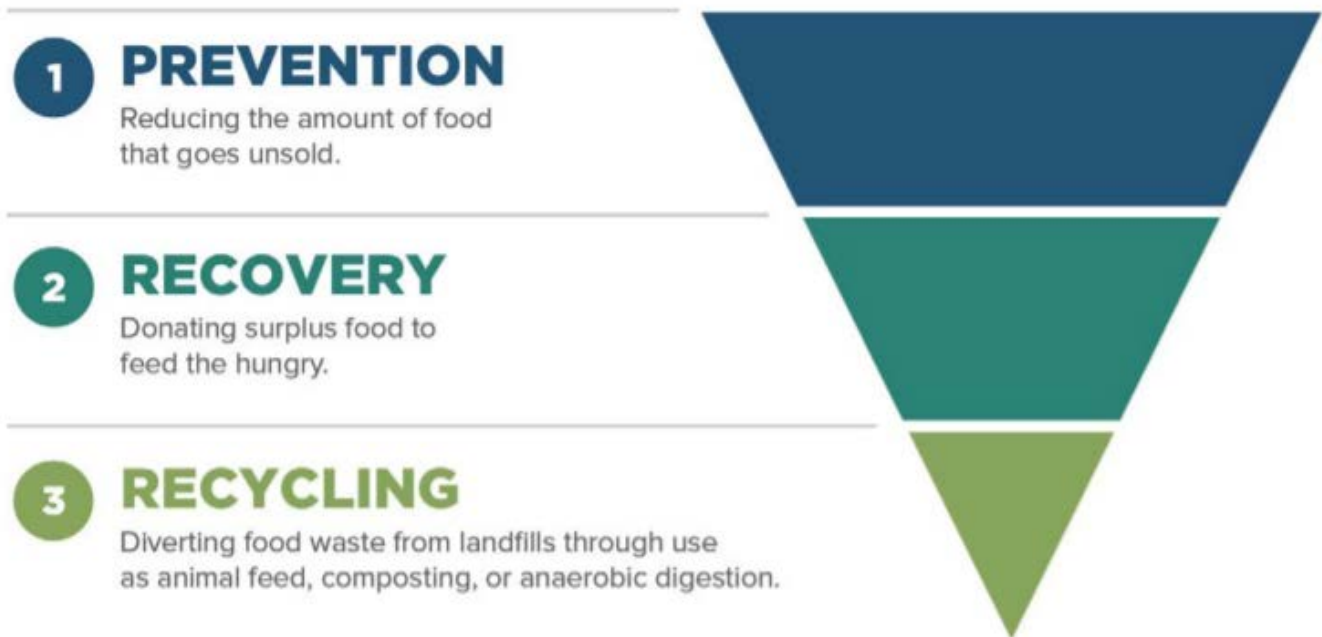 1 PREVENTION
Reducing the amount of food
that goes unsold.
2 RECOVERY
Donating surplus food to
feed the hungry.
3 RECYCLING
Diverting food waste from landfills through use
as animal feed, composting, or anaerobic digestion.